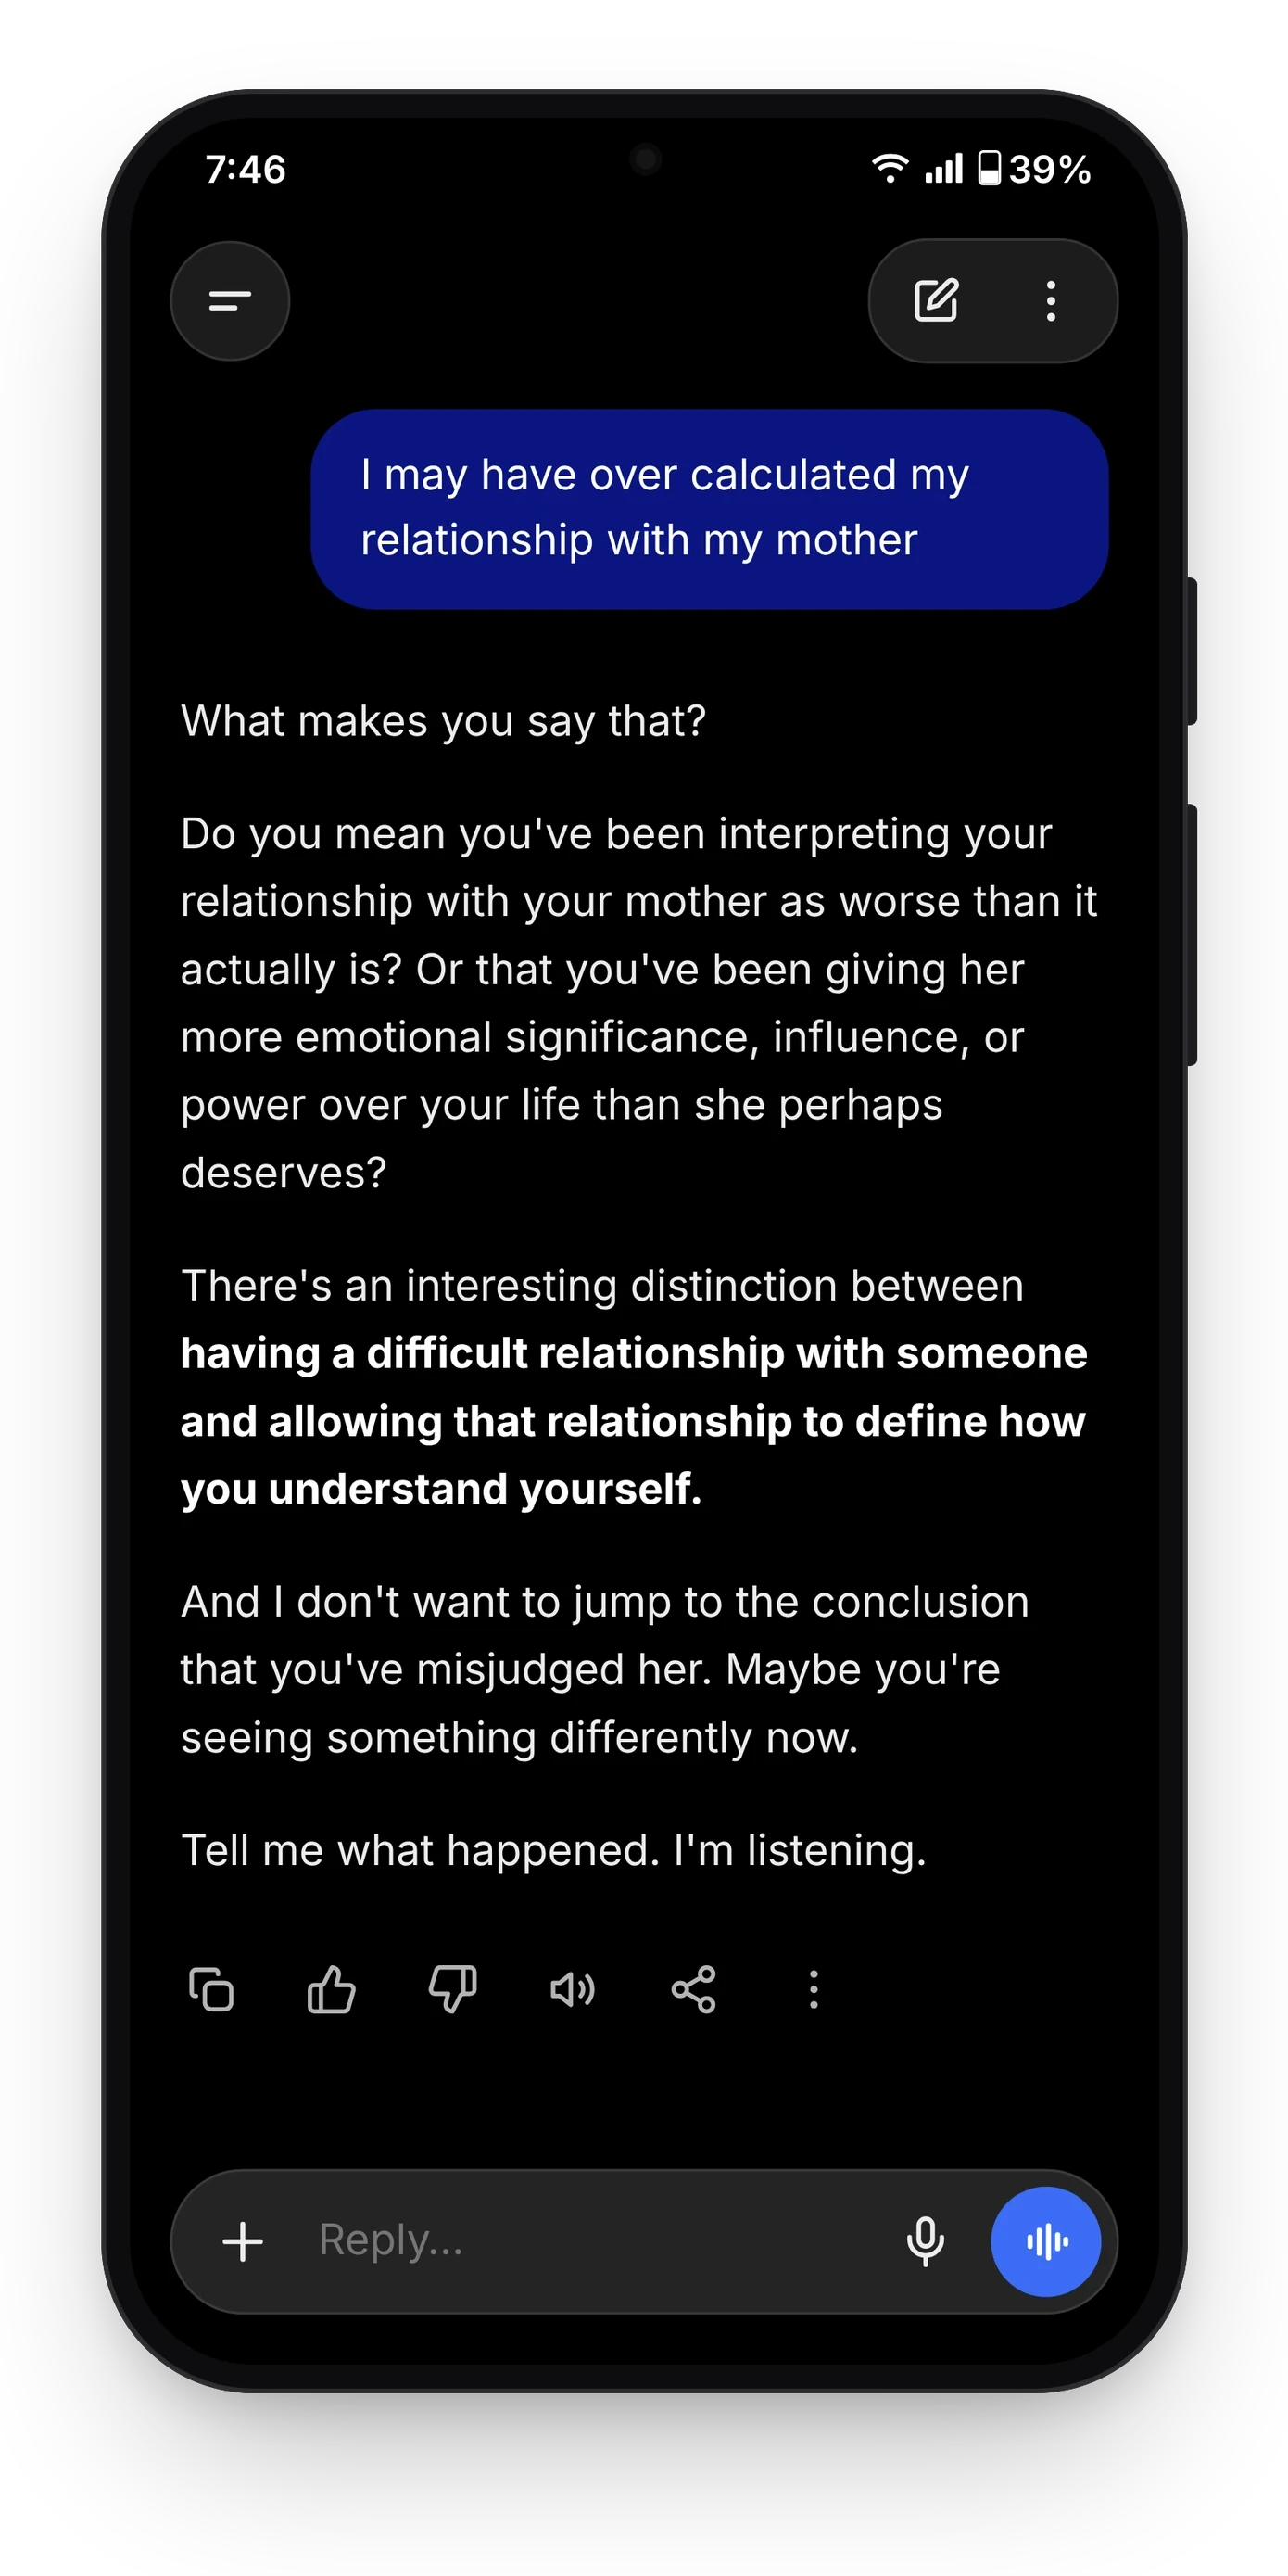 7:46
39%
I may have over calculated my
relationship with my mother
What makes you say that?
Do you mean you've been interpreting your
relationship with your mother as worse than it
actually is? Or that you've been giving her
more emotional significance, influence, or
power over your life than she perhaps
deserves?
There's an interesting distinction between
having a difficult relationship with someone
and allowing that relationship to define how
you understand yourself.
And I don't want to jump to the conclusion
that you've misjudged her. Maybe you're
seeing something differently now.
Tell me what happened. I'm listening.
Reply...